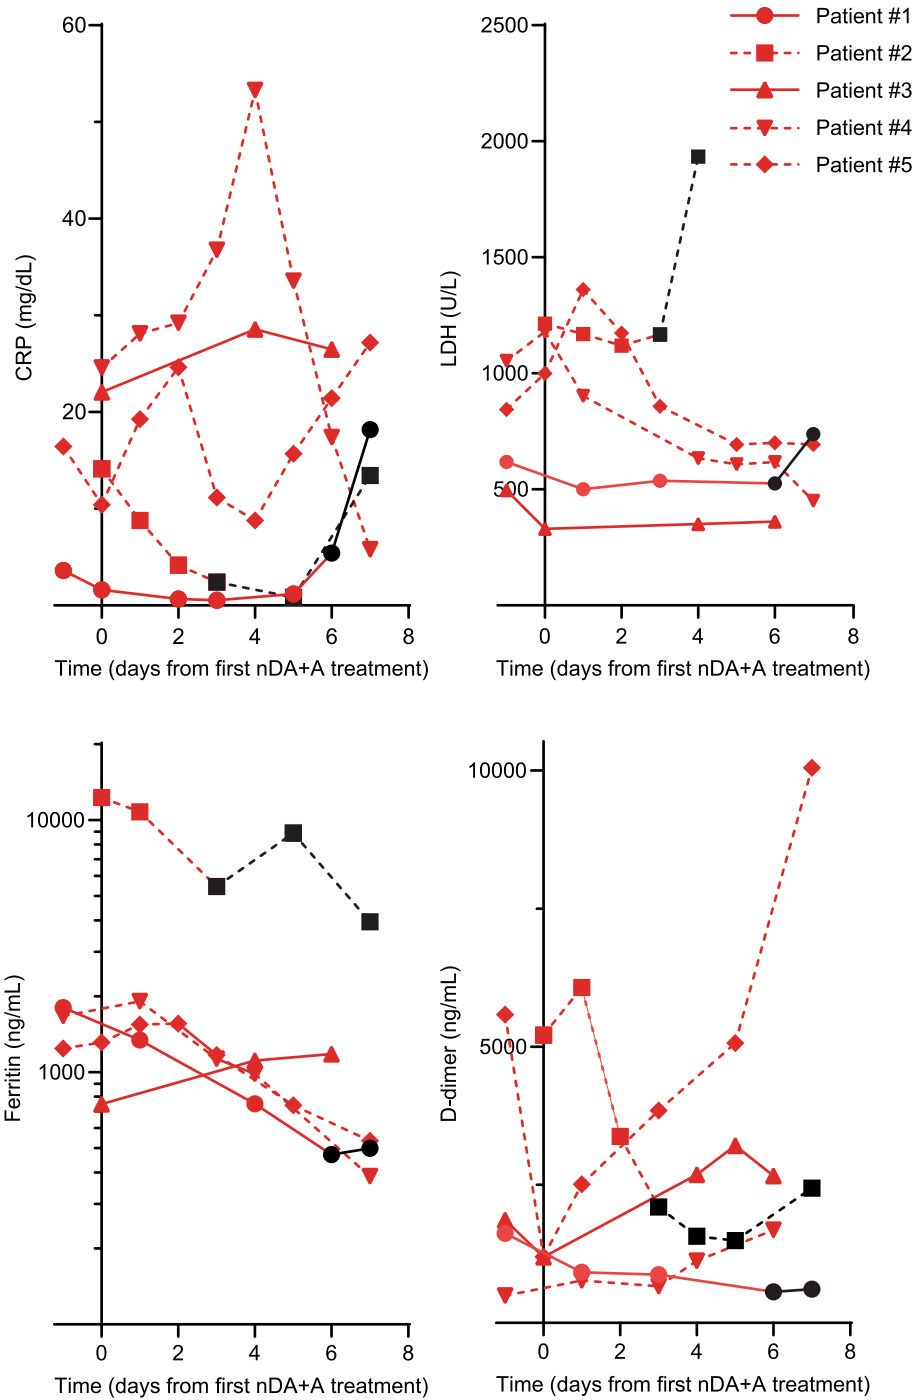 60
40
20
CRP (mg/dL)
0 2 4 6 8
Time (days from first nDA+A treatment)
2500
2000
1500
1000
500
LDH (U/L)
0 2 4 6 8
Time (days from first nDA+A treatment)
Patient #1
Patient #2
Patient #3
Patient #4
Patient #5
10000
1000
Ferritin (ng/mL)
0 2 4 6 8
Time (days from first nDA+A treatment)
10000
5000
D-dimer (ng/mL)
0 2 4 6 8
Time (days from first nDA+A treatment)